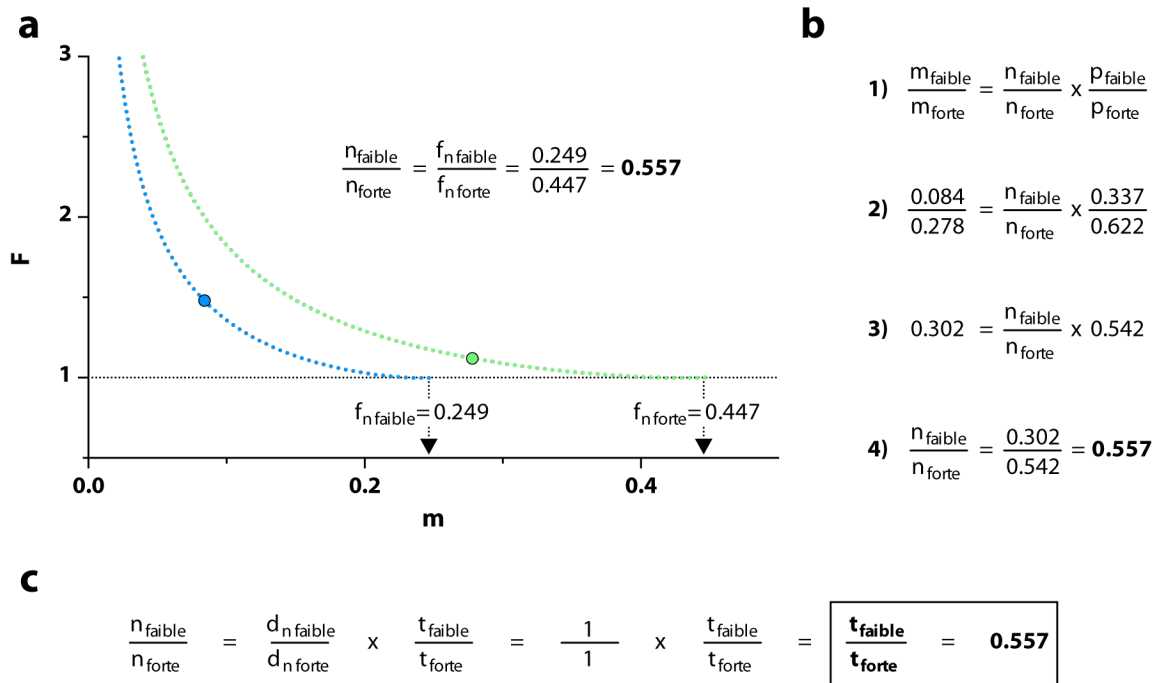 a
3
2
1
F
n faible / n forte = f n faible / f n forte = 0.249 / 0.447 = 0.557
f n faible = 0.249
f n forte = 0.447
0.0 0.2 0.4
m
b
1) m faible / m forte = n faible / n forte x p faible / p forte
2) 0.084 / 0.278 = n faible / n forte x 0.337 / 0.622
3) 0.302 = n faible / n forte x 0.542
4) n faible / n forte = 0.302 / 0.542 = 0.557
c
n faible / n forte = d n faible / d n forte x t faible / t forte = 1 / 1 x t faible / t forte = t faible / t forte = 0.557